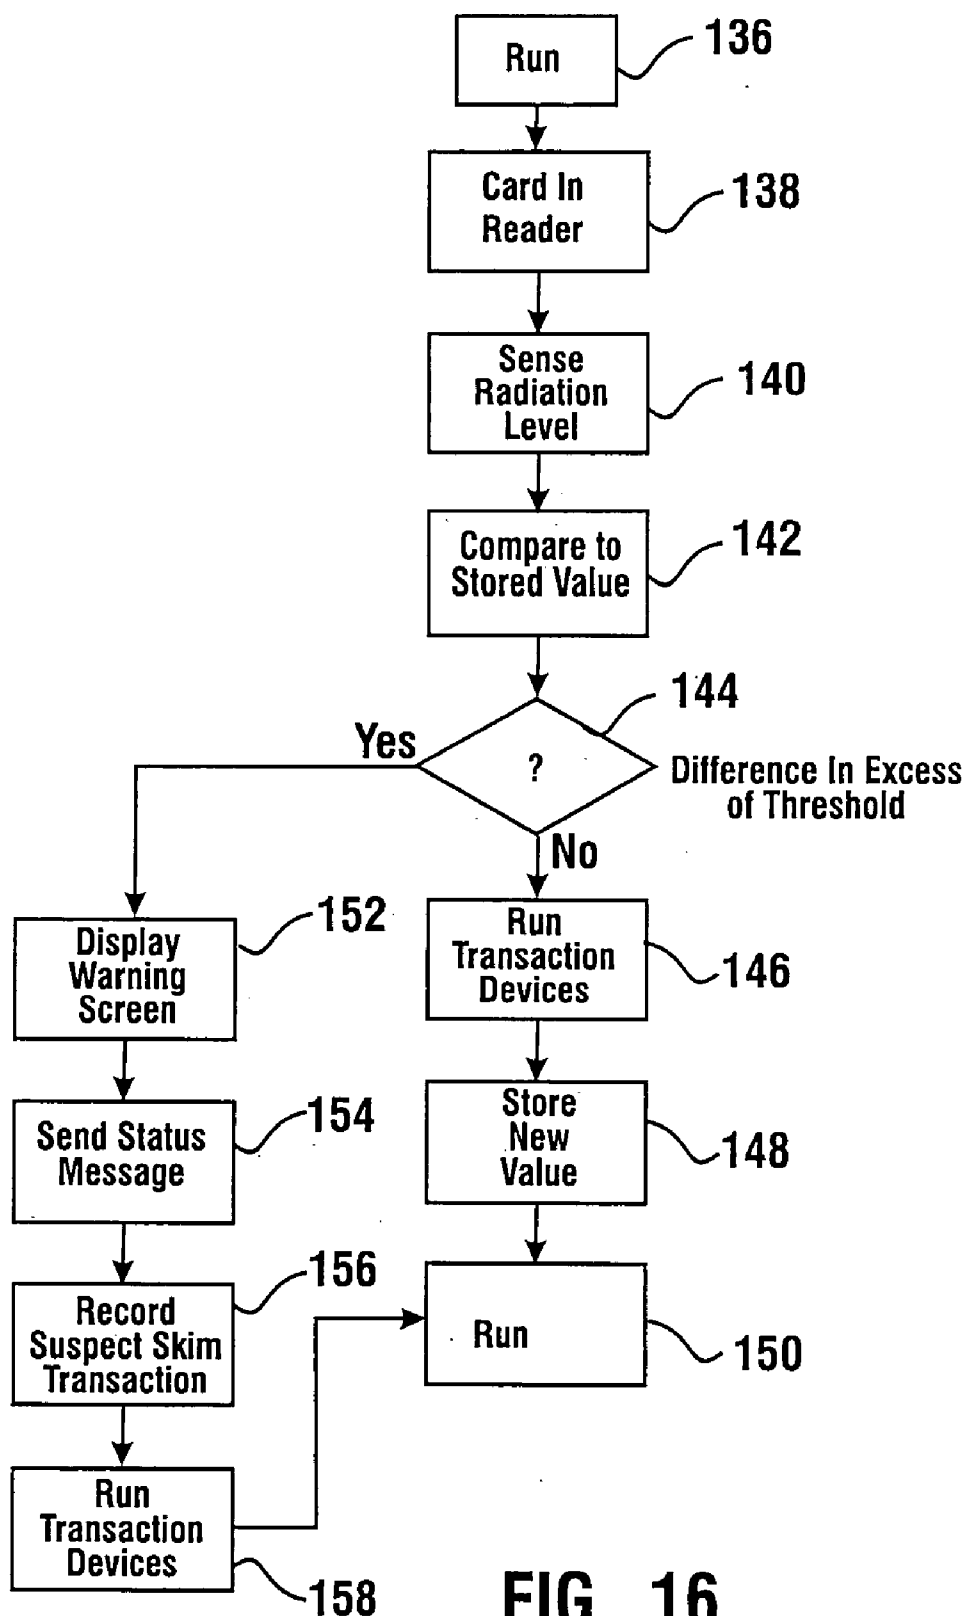 Run
136
Card In
Reader
138
Sense
Radiation
Level
140
Compare to
Stored Value
142
144
Yes
?
Difference In Excess
of Threshold
No
Display
Warning
Screen
152
Run
Transaction
Devices
146
Send Status
Message
154
Store
New
Value
148
Record
Suspect Skim
Transaction
156
Run
150
Run
Transaction
Devices
158
FIG. 16